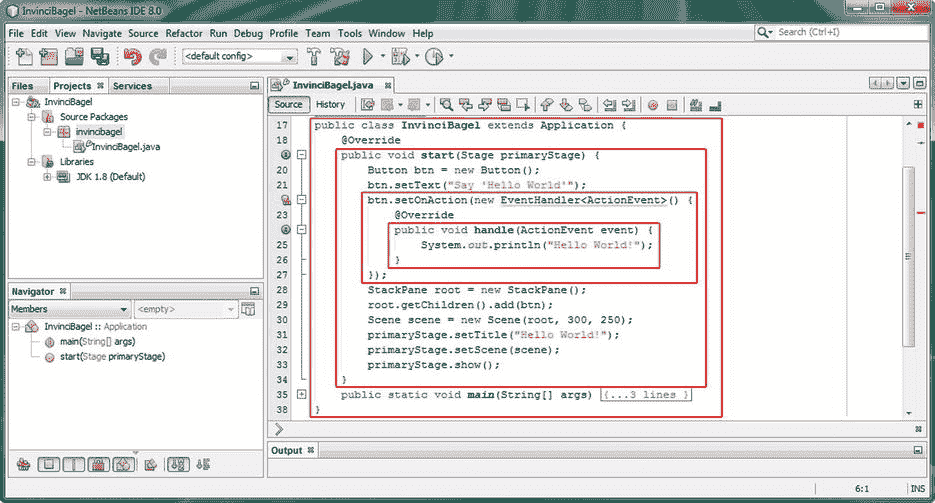 InvinciBagel - NetBeans IDE 8.0
File Edit View Navigate Source Refactor Run Debug Profile Team Tools Window Help
Search (Ctrl+I)
<default config>
Files Projects Services
InvinciBagel.java
Source History
InvinciBagel
Source Packages
invincibagel
InvinciBagel.java
Libraries
JDK 1.8 (Default)
Navigator
Members <empty>
InvinciBagel :: Application
main(String[] args)
start(Stage primaryStage)
17 public class InvinciBagel extends Application {
18 @Override
public void start(Stage primaryStage) {
20 Button btn = new Button();
21 btn.setText("Say 'Hello World'");
btn.setOnAction(new EventHandler<ActionEvent>() {
23 @Override
public void handle(ActionEvent event) {
25 System.out.println("Hello World!");
26 }
27 });
28 StackPane root = new StackPane();
29 root.getChildren().add(btn);
30 Scene scene = new Scene(root, 300, 250);
31 primaryStage.setTitle("Hello World!");
32 primaryStage.setScene(scene);
33 primaryStage.show();
34 }
35 public static void main(String[] args) {...3 lines }
38 }
Output
6:1 INS